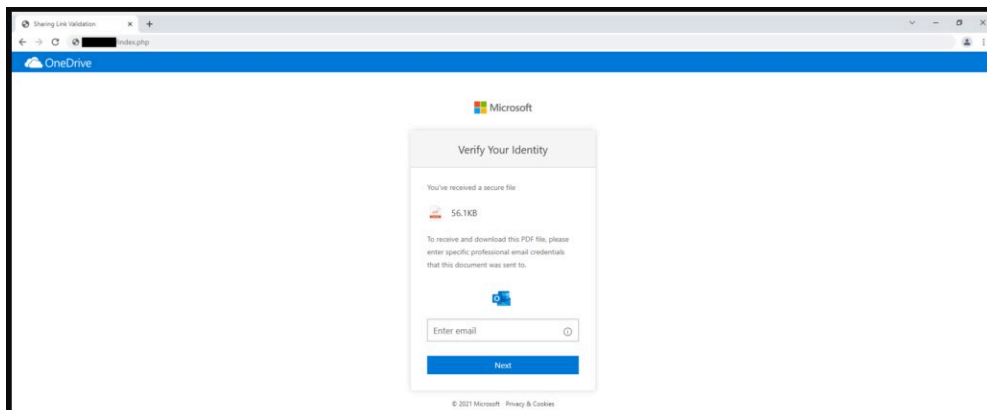 Sharing Link Validation
/index.php
OneDrive
Microsoft
Verify Your Identity
You've received a secure file
56.1KB
To receive and download this PDF file, please
enter specific professional email credentials
that this document was sent to.
Enter email
Next
© 2021 Microsoft Privacy & Cookies